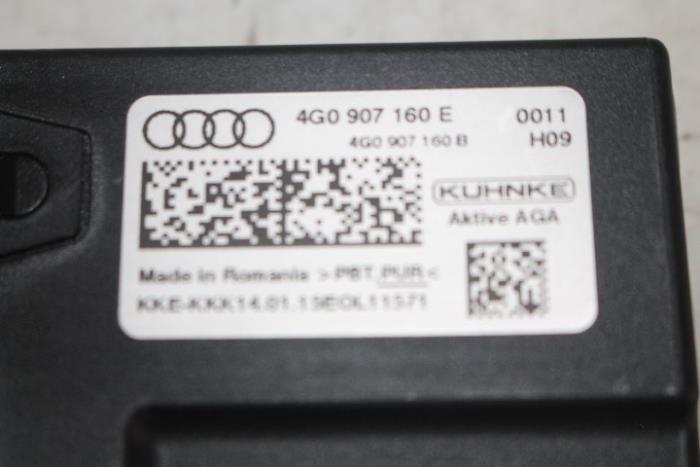 4G0 907 160 E 0011
4G0 907 160 B H09
KUHNKE
Aktive AGA
Made in Romania >PBT, PUR<
KKE-KKK14.01.13EOL11371